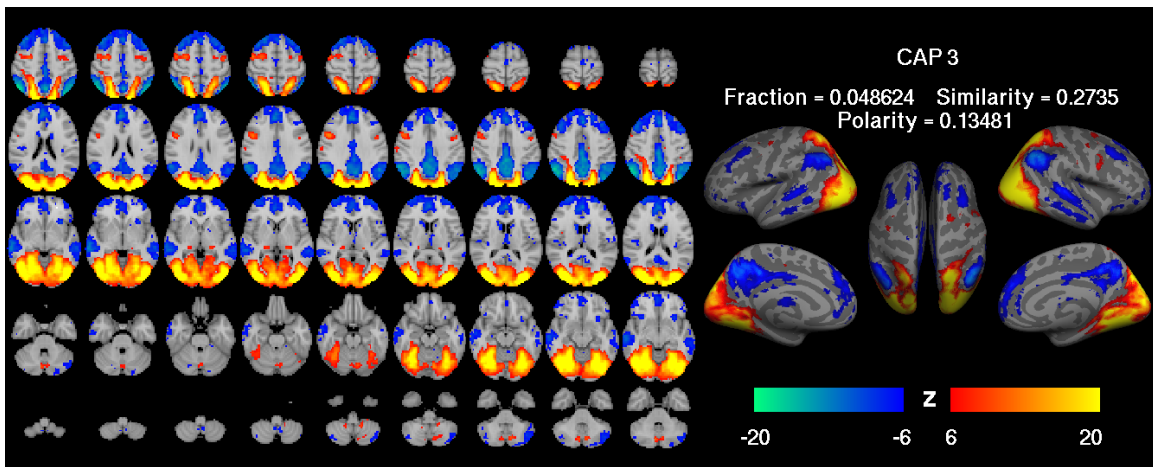 CAP 3
Fraction = 0.048624 Similarity = 0.2735
Polarity = 0.13481
z
-20 -6 6 20